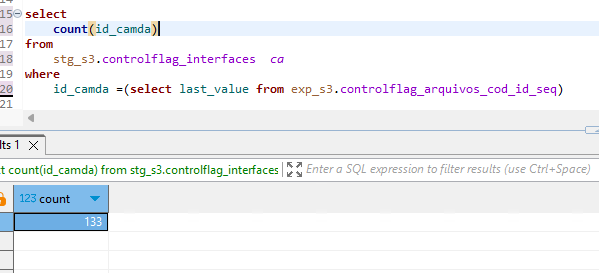 15 select
16 count(id_camda)
17 from
18 stg_s3.controlflag_interfaces ca
19 where
20 id_camda =(select last_value from exp_s3.controlflag_arquivos_cod_id_seq)
21
lts 1 X
ct count(id_camda) from stg_s3.controlflag_interfaces Enter a SQL expression to filter results (use Ctrl+Space)
123 count
133